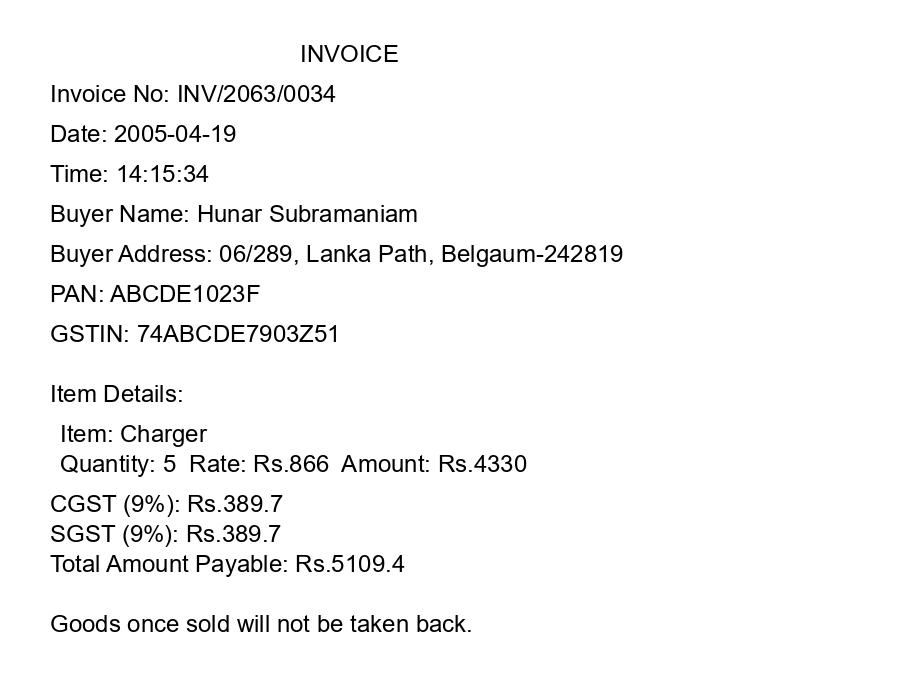 INVOICE
Invoice No: INV/2063/0034
Date: 2005-04-19
Time: 14:15:34
Buyer Name: Hunar Subramaniam
Buyer Address: 06/289, Lanka Path, Belgaum-242819
PAN: ABCDE1023F
GSTIN: 74ABCDE7903Z51
Item Details:
Item: Charger
Quantity: 5  Rate: Rs.866  Amount: Rs.4330
CGST (9%): Rs.389.7
SGST (9%): Rs.389.7
Total Amount Payable: Rs.5109.4
Goods once sold will not be taken back.